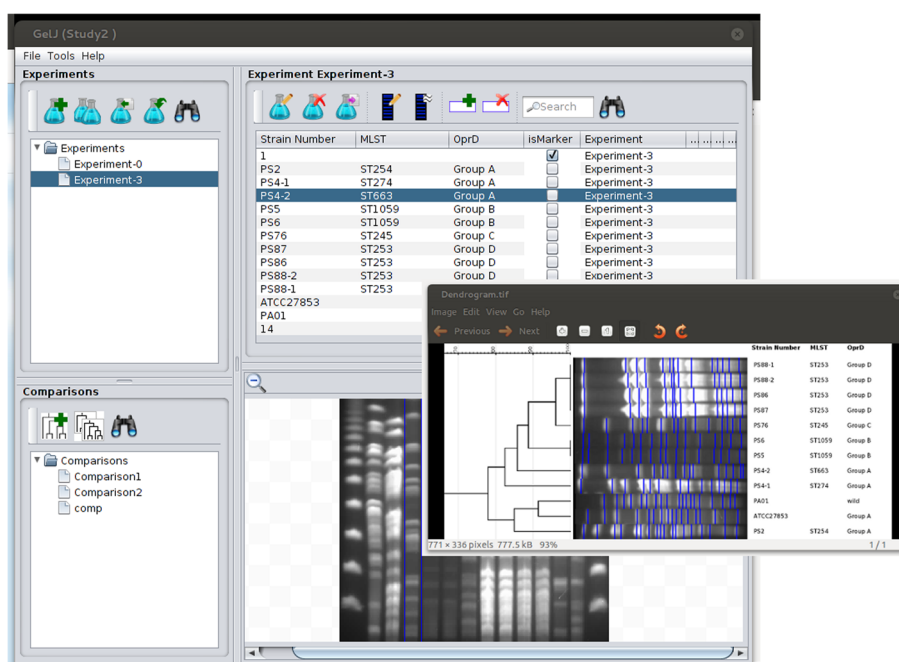 GelJ (Study2 )
File Tools Help
Experiments
Experiments
Experiment-0
Experiment-3
Comparisons
Comparisons
Comparison1
Comparison2
comp
Experiment Experiment-3
Search
Strain Number MLST OprD isMarker Experiment ... ... ... ...
1 Experiment-3
PS2 ST254 Group A Experiment-3
PS4-1 ST274 Group A Experiment-3
PS4-2 ST663 Group A Experiment-3
PS5 ST1059 Group B Experiment-3
PS6 ST1059 Group B Experiment-3
PS76 ST245 Group C Experiment-3
PS87 ST253 Group D Experiment-3
PS86 ST253 Group D Experiment-3
PS88-2 ST253 Group D Experiment-3
PS88-1 ST253
ATCC27853
PA01
14
Dendrogram.tif
Image Edit View Go Help
Previous Next
Strain Number MLST OprD
PS88-1 ST253 Group D
PS88-2 ST253 Group D
PS86 ST253 Group D
PS87 ST253 Group D
PS76 ST245 Group C
PS6 ST1059 Group B
PS5 ST1059 Group B
PS4-2 ST663 Group A
PS4-1 ST274 Group A
PA01 wild
ATCC27853 Group A
PS2 ST254 Group A
771 × 336 pixels 777.5 kB 93% 1 / 1